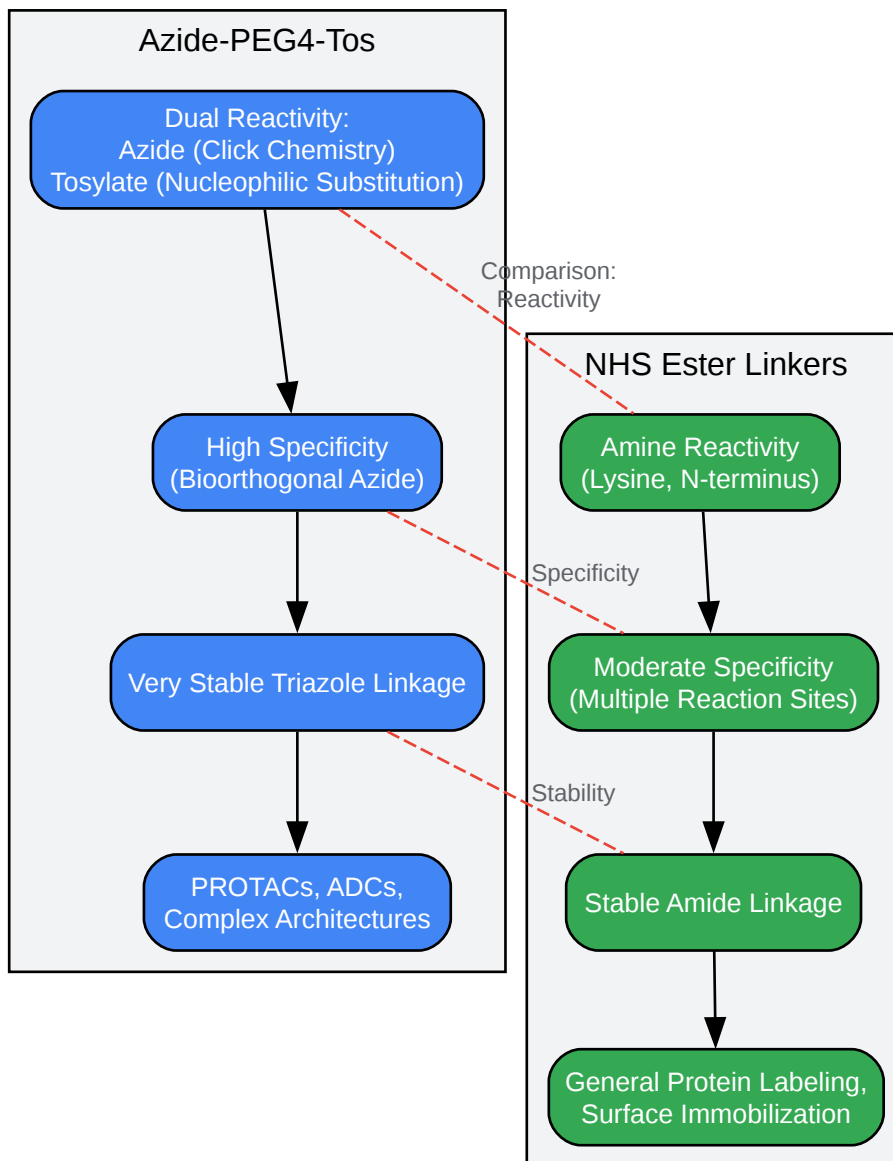 Azide-PEG4-Tos
Dual Reactivity:
Azide (Click Chemistry)
Tosylate (Nucleophilic Substitution)
Comparison:
Reactivity
NHS Ester Linkers
High Specificity
(Bioorthogonal Azide)
Amine Reactivity
(Lysine, N-terminus)
Specificity
Very Stable Triazole Linkage
Moderate Specificity
(Multiple Reaction Sites)
Stability
PROTACs, ADCs,
Complex Architectures
Stable Amide Linkage
General Protein Labeling,
Surface Immobilization